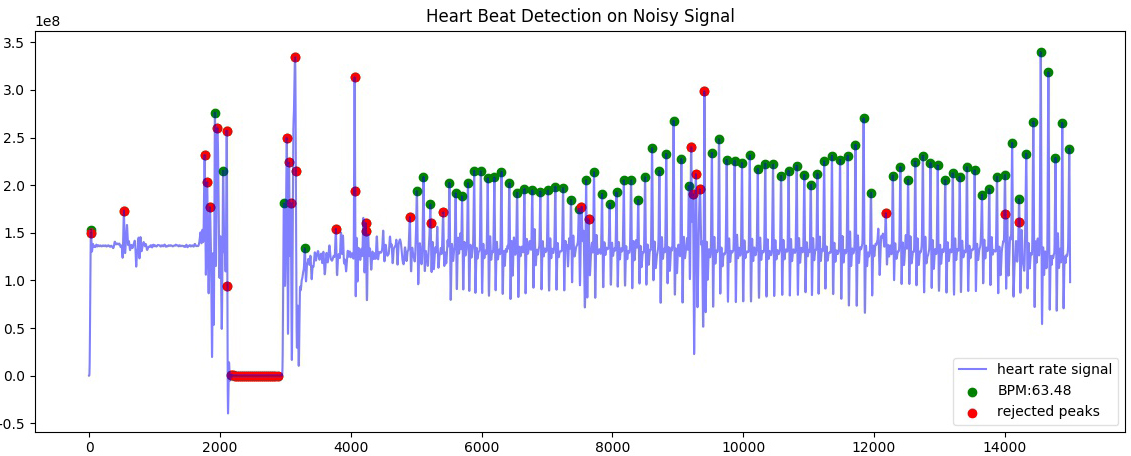 Heart Beat Detection on Noisy Signal
1e8
3.5
3.0
2.5
2.0
1.5
1.0
0.5
0.0
-0.5
heart rate signal
BPM:63.48
rejected peaks
0 2000 4000 6000 8000 10000 12000 14000